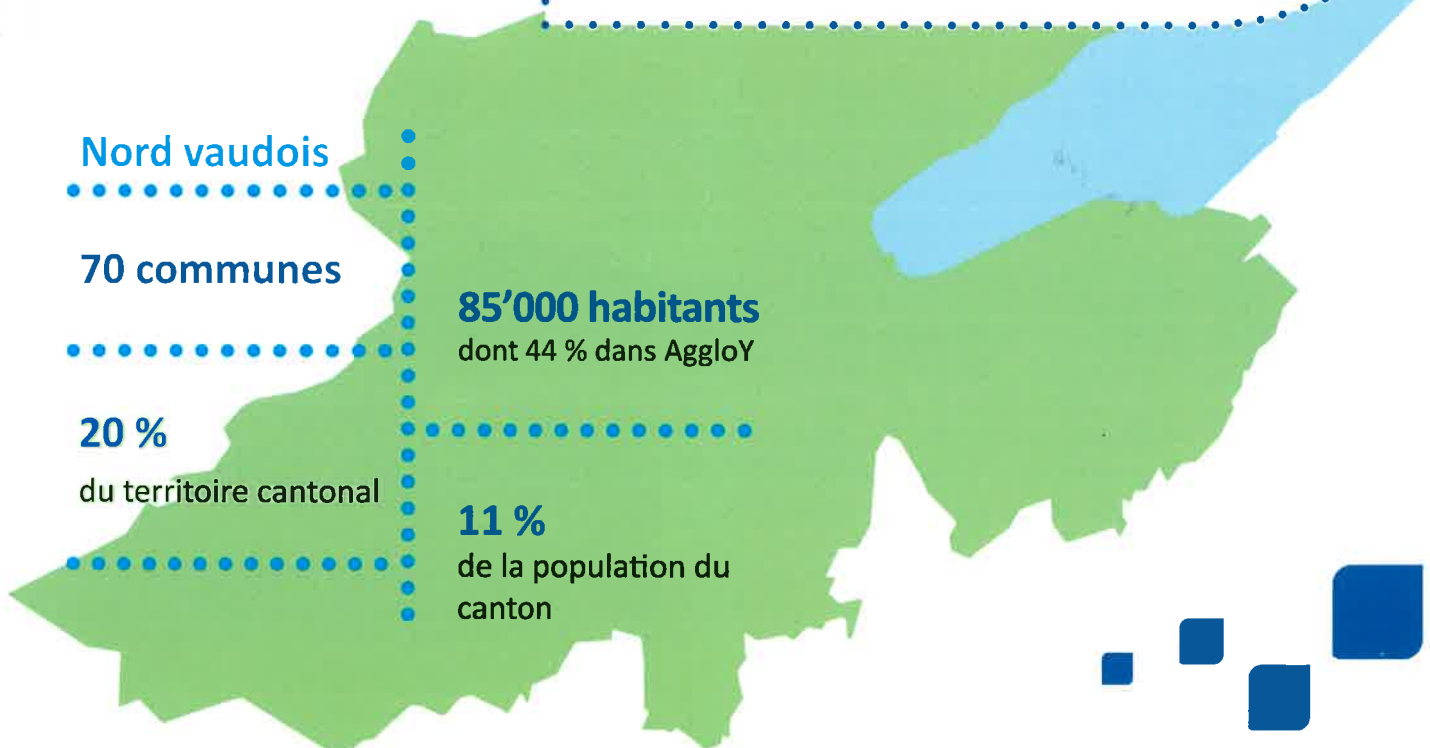 Nord vaudois
70 communes
20 %
du territoire cantonal
85’000 habitants
dont 44 % dans AggloY
11 %
de la population du
canton